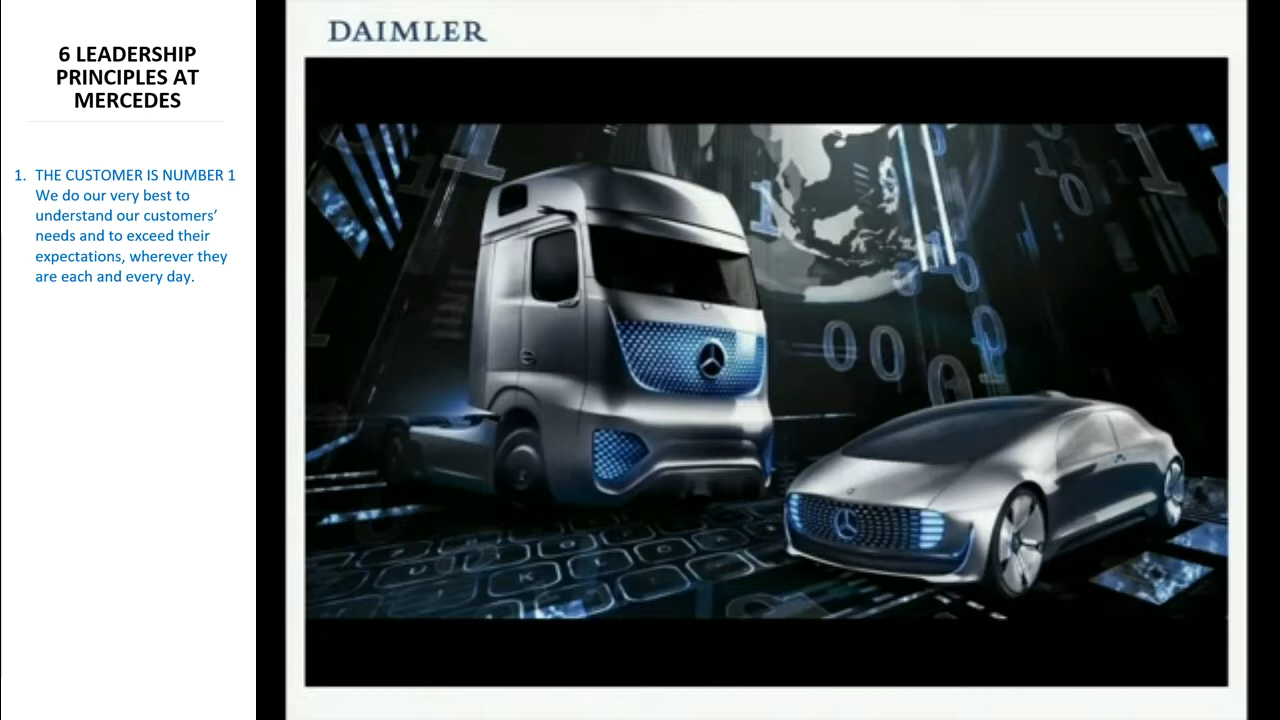 6 LEADERSHIP
PRINCIPLES AT
MERCEDES
1. THE CUSTOMER IS NUMBER 1
We do our very best to
understand our customers’
needs and to exceed their
expectations, wherever they
are each and every day.
DAIMLER